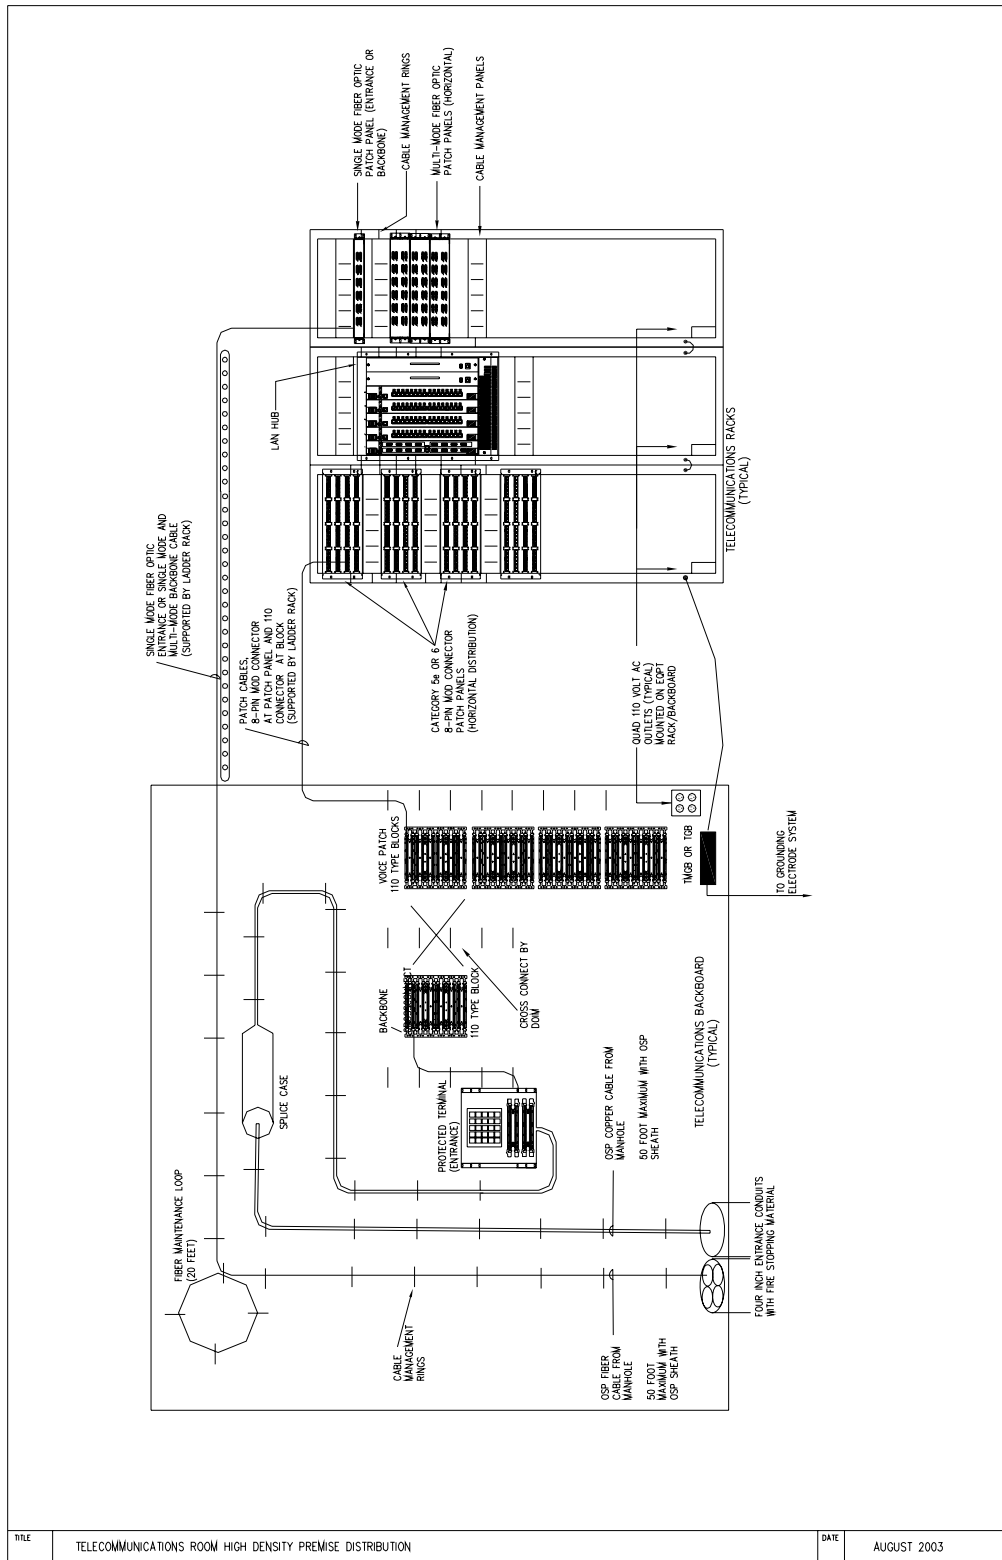 SINGLE MODE FIBER OPTIC
PATCH PANEL (ENTRANCE OR
BACKBONE)
CABLE MANAGEMENT RINGS
MULTI-MODE FIBER OPTIC
PATCH PANELS (HORIZONTAL)
CABLE MANAGEMENT PANELS
LAN HUB
TELECOMMUNICATIONS RACKS
(TYPICAL)
SINGLE MODE FIBER OPTIC
ENTRANCE OR SINGLE MODE AND
MULTI-MODE BACKBONE CABLE
(SUPPORTED BY LADDER RACK)
PATCH CABLES,
8-PIN MOD CONNECTOR
AT PATCH PANEL AND 110
CONNECTOR AT BLOCK
(SUPPORTED BY LADDER RACK)
CATEGORY 5e OR 6
8-PIN MOD CONNECTOR
PATCH PANELS
(HORIZONTAL DISTRIBUTION)
QUAD 110 VOLT AC
OUTLETS (TYPICAL)
MOUNTED ON EQPT
RACK/BACKBOARD
VOICE PATCH
110 TYPE BLOCKS
TMGB OR TGB
TO GROUNDING
ELECTRODE SYSTEM
BACKBONE
110 TYPE BLOCK
CROSS CONNECT BY
DOIM
TELECOMMUNICATIONS BACKBOARD
(TYPICAL)
SPLICE CASE
PROTECTED TERMINAL
(ENTRANCE)
OSP COPPER CABLE FROM
MANHOLE
50 FOOT MAXIMUM WITH OSP
SHEATH
FIBER MAINTENANCE LOOP
(20 FEET)
FOUR INCH ENTRANCE CONDUITS
WITH FIRE STOPPING MATERIAL
CABLE
MANAGEMENT
RINGS
OSP FIBER
CABLE FROM
MANHOLE
50 FOOT
MAXIMUM WITH
OSP SHEATH
TITLE
TELECOMMUNICATIONS ROOM HIGH DENSITY PREMISE DISTRIBUTION
DATE
AUGUST 2003